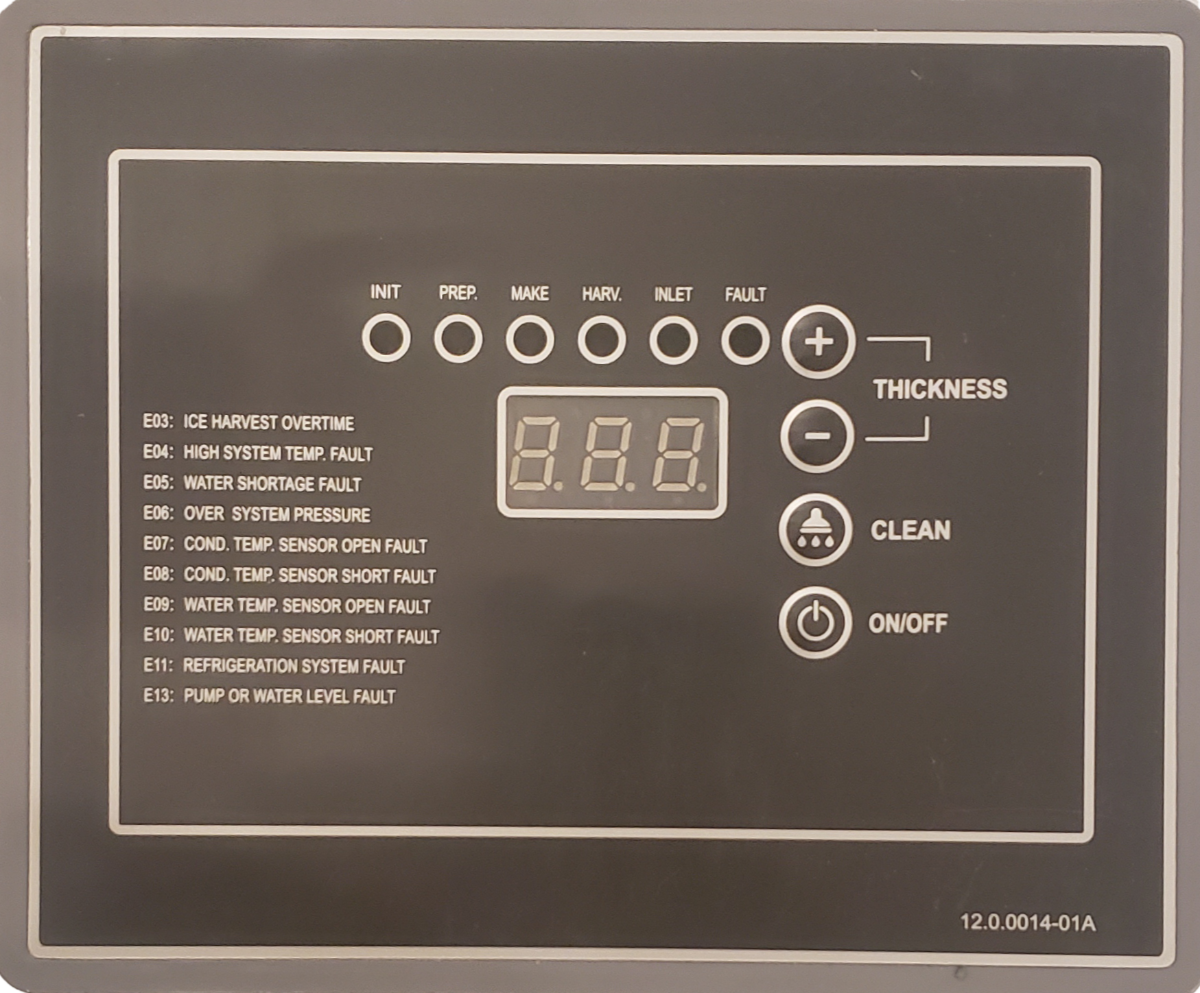 INIT PREP. MAKE HARV. INLET FAULT
+
THICKNESS
-
E03: ICE HARVEST OVERTIME
E04: HIGH SYSTEM TEMP. FAULT
E05: WATER SHORTAGE FAULT
E06: OVER SYSTEM PRESSURE
E07: COND. TEMP. SENSOR OPEN FAULT
E08: COND. TEMP. SENSOR SHORT FAULT
E09: WATER TEMP. SENSOR OPEN FAULT
E10: WATER TEMP. SENSOR SHORT FAULT
E11: REFRIGERATION SYSTEM FAULT
E13: PUMP OR WATER LEVEL FAULT
CLEAN
ON/OFF
12.0.0014-01A